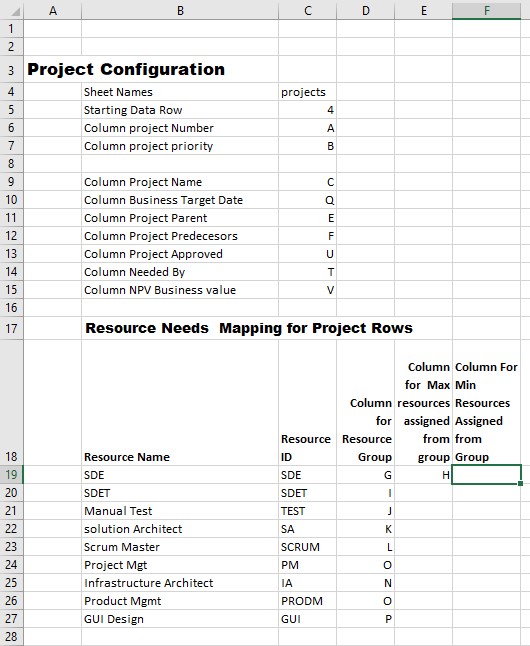 A B C D E F
1
2
3 Project Configuration
4 Sheet Names projects
5 Starting Data Row 4
6 Column project Number A
7 Column project priority B
8
9 Column Project Name C
10 Column Business Target Date Q
11 Column Project Parent E
12 Column Project Predecesors F
13 Column Project Approved U
14 Column Needed By T
15 Column NPV Business value V
16
17 Resource Needs Mapping for Project Rows
Column Column For
for Max Min
Column resources Resources
for assigned Assigned
Resource Resource from from
18 Resource Name ID Group group Group
19 SDE SDE G H
20 SDET SDET I
21 Manual Test TEST J
22 solution Architect SA K
23 Scrum Master SCRUM L
24 Project Mgt PM O
25 Infrastructure Architect IA N
26 Product Mgmt PRODM O
27 GUI Design GUI P
28